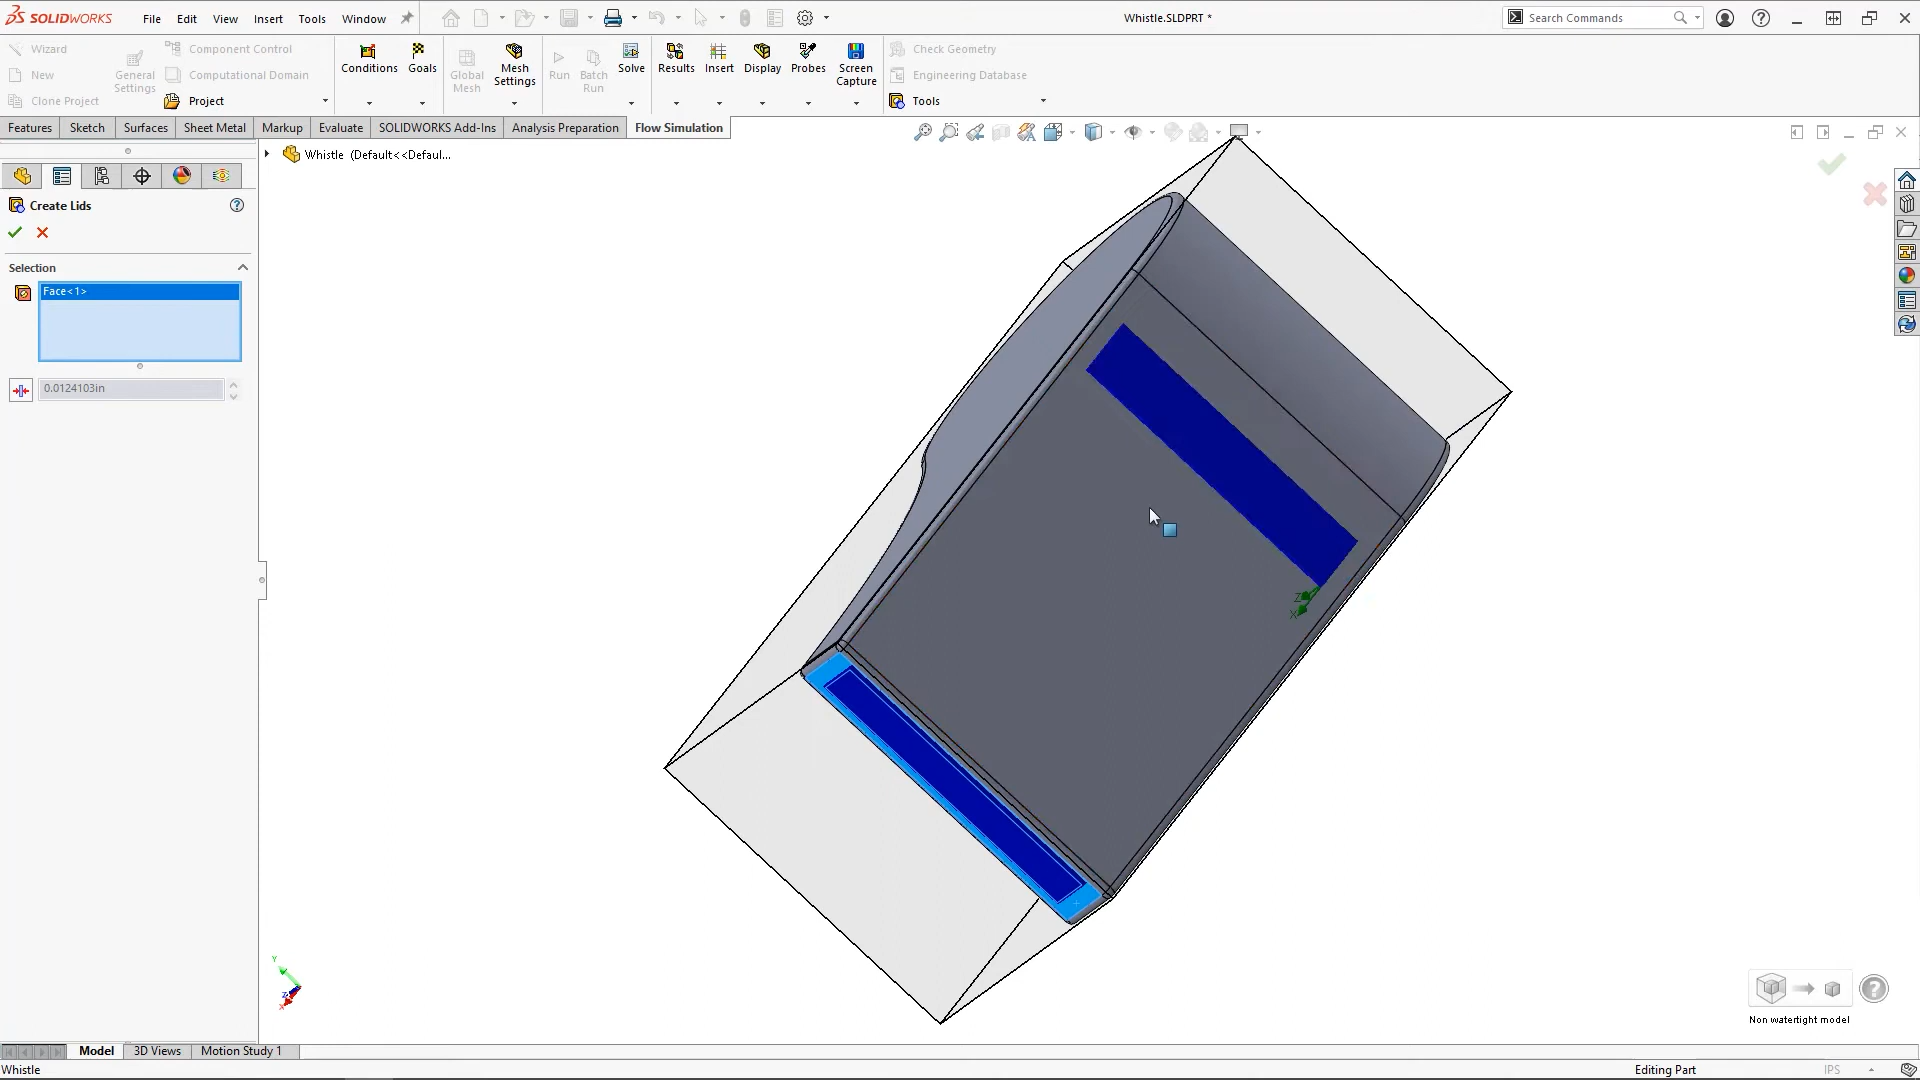 SOLIDWORKS
File
Edit
View
Insert
Tools
Window
Whistle.SLDPRT *
Search Commands
Wizard
New
Clone Project
General Settings
Component Control
Computational Domain
Project
Conditions
Goals
Global Mesh
Mesh Settings
Run
Batch Run
Solve
Results
Insert
Display
Probes
Screen Capture
Check Geometry
Engineering Database
Tools
Features
Sketch
Surfaces
Sheet Metal
Markup
Evaluate
SOLIDWORKS Add-Ins
Analysis Preparation
Flow Simulation
Whistle (Default<<Defaul...
Create Lids
Selection
Face<1>
0.0124103in
Z
X
Y
Z
X
Non watertight model
Model
3D Views
Motion Study 1
Whistle
Editing Part
IPS